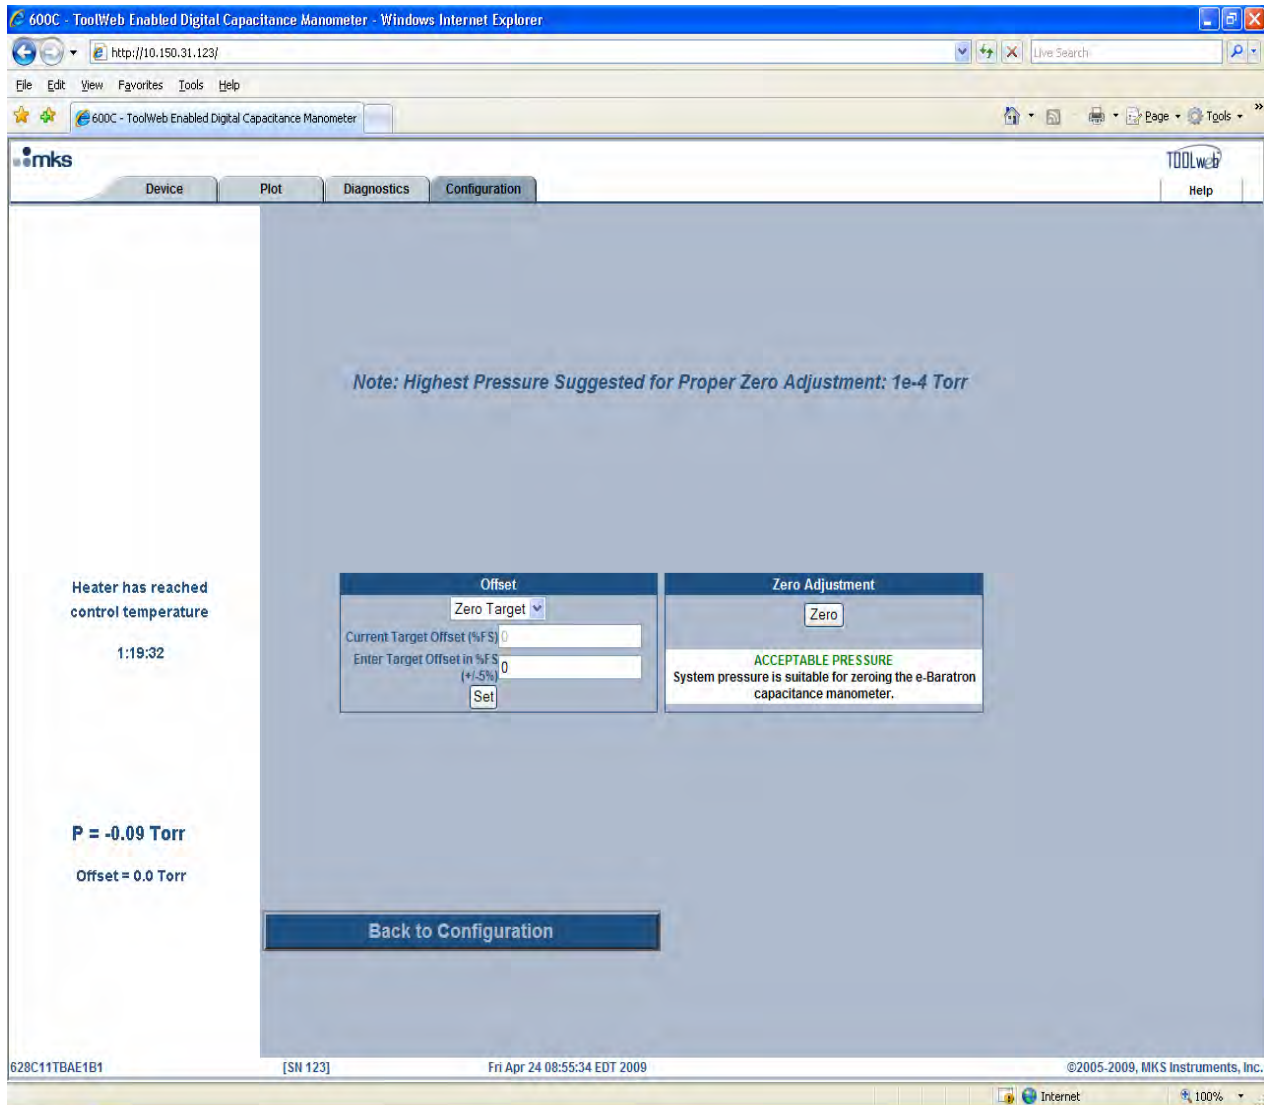 600C - ToolWeb Enabled Digital Capacitance Manometer - Windows Internet Explorer
http://10.150.31.123/
Live Search
File Edit View Favorites Tools Help
600C - ToolWeb Enabled Digital Capacitance Manometer
Page Tools »
mks
TOOLweb
Device Plot Diagnostics Configuration
Help
Note: Highest Pressure Suggested for Proper Zero Adjustment: 1e-4 Torr
Heater has reached
control temperature
1:19:32
Offset
Zero Target
Current Target Offset (%FS) 0
Enter Target Offset in %FS
(+/-5%) 0
Set
Zero Adjustment
Zero
ACCEPTABLE PRESSURE
System pressure is suitable for zeroing the e-Baratron
capacitance manometer.
P = -0.09 Torr
Offset = 0.0 Torr
Back to Configuration
628C11TBAE1B1 [SN 123] Fri Apr 24 08:55:34 EDT 2009 ©2005-2009, MKS Instruments, Inc.
Internet 100%